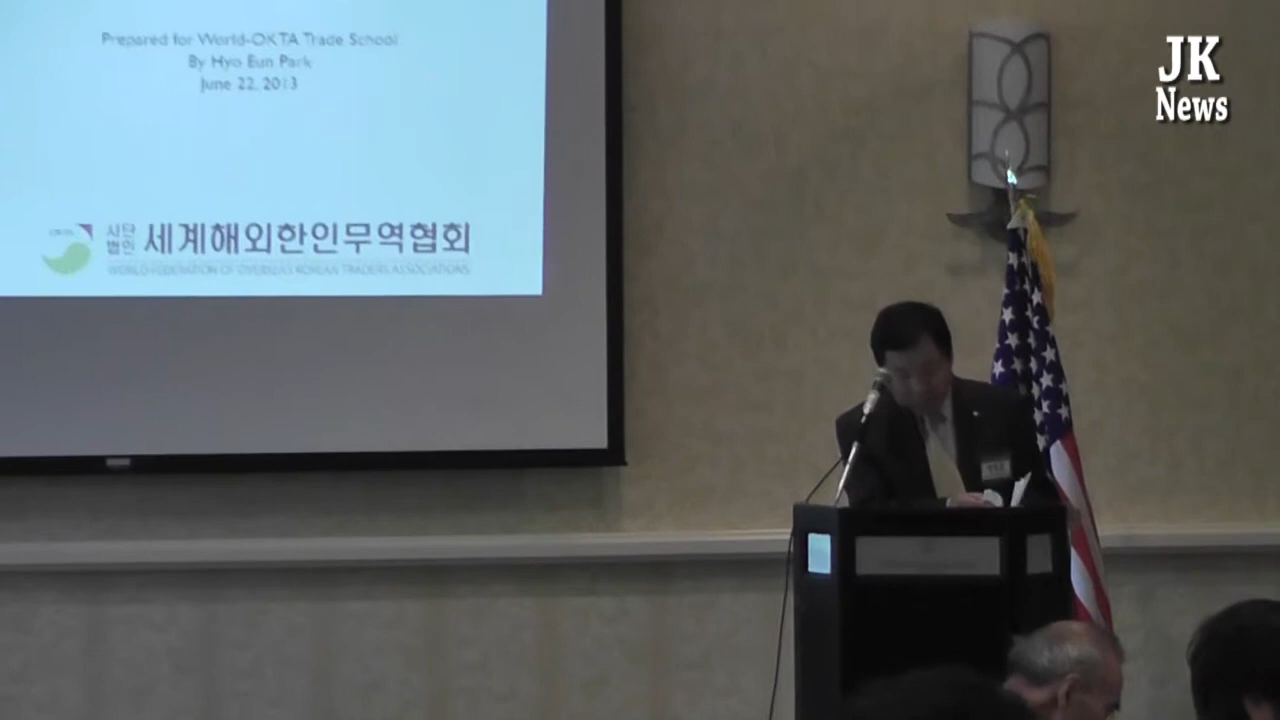 Prepared for World-OKTA Trade School
By Hyo Eun Park
June 22, 2013
사단
법인
세계해외한인무역협회
WORLD FEDERATION OF OVERSEAS KOREAN TRADERS ASSOCIATIONS
JK
News